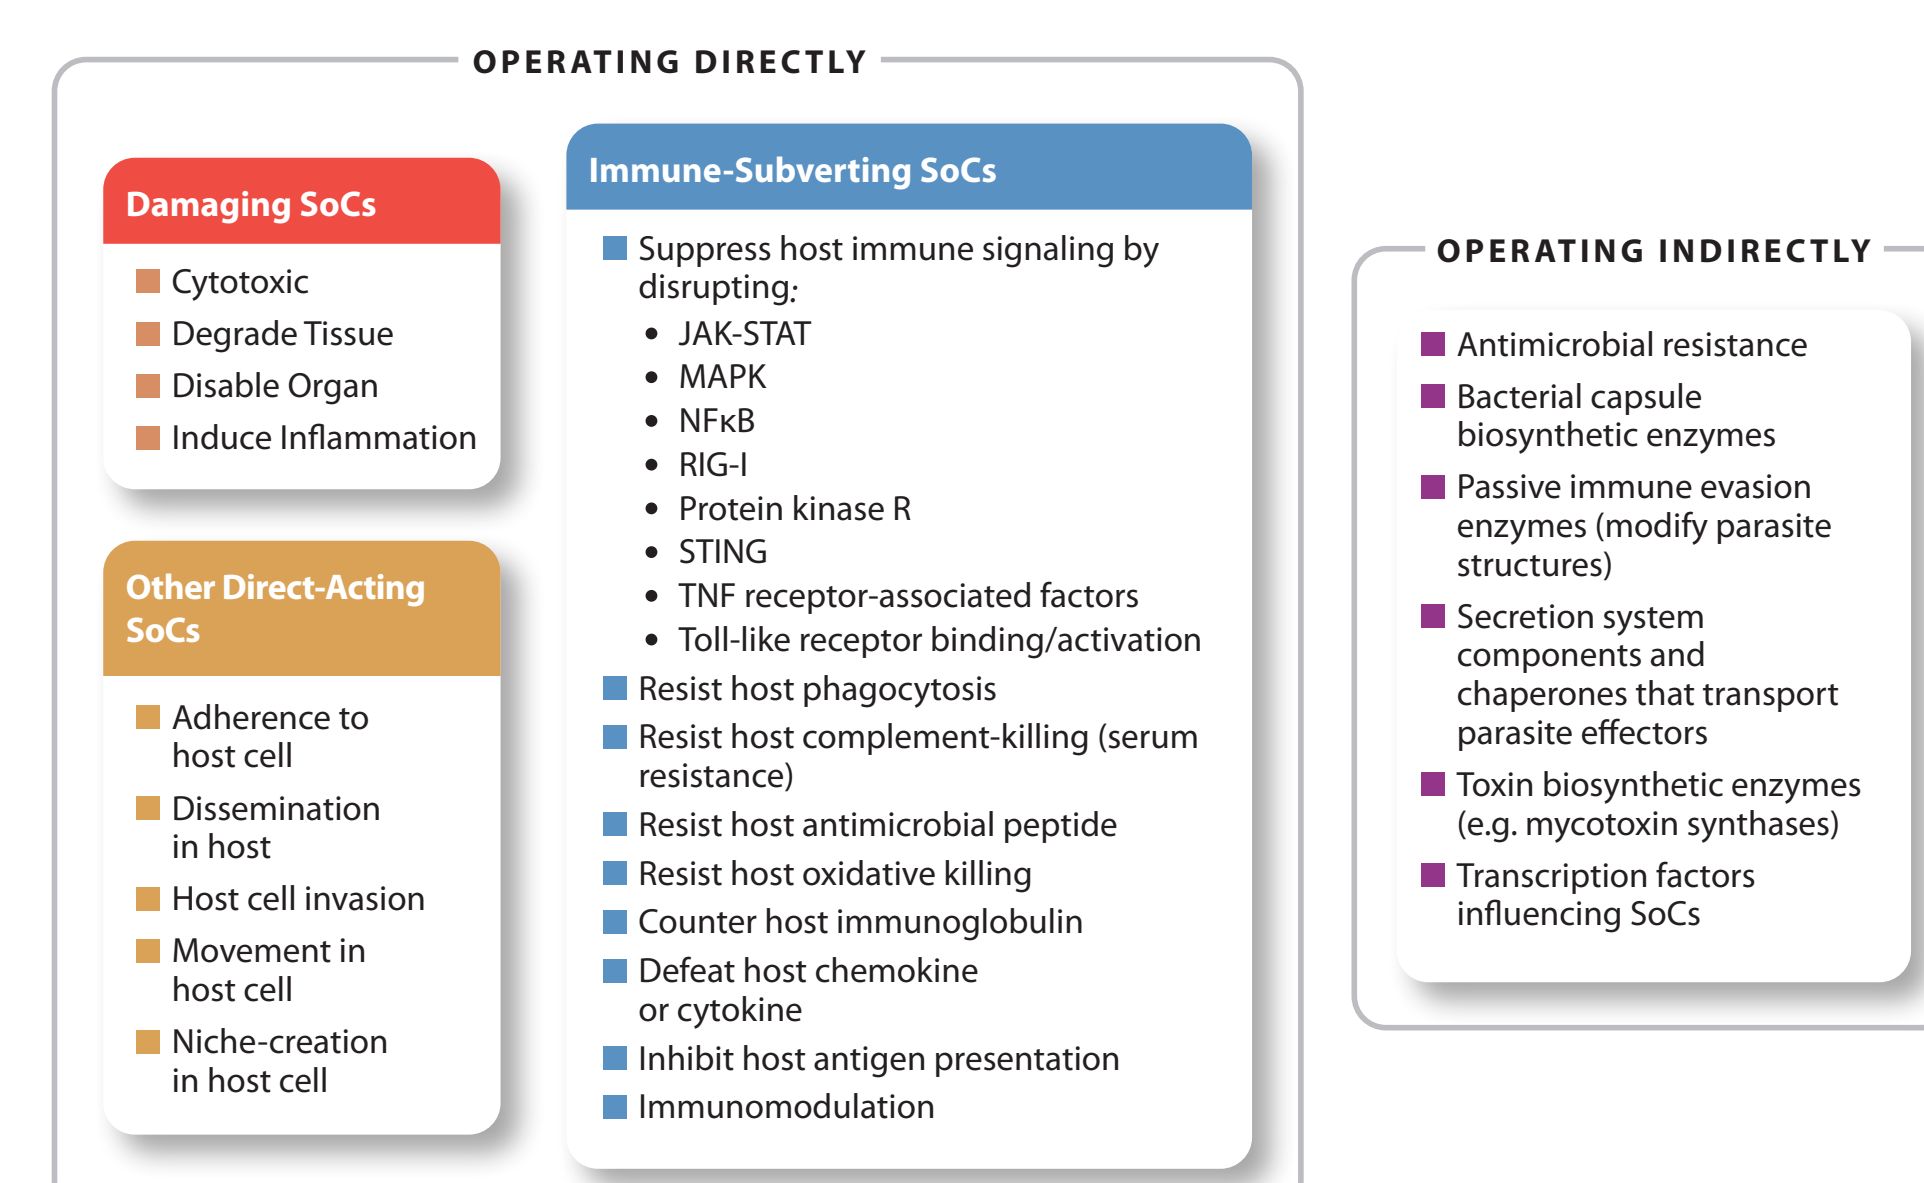 OPERATING DIRECTLY
Damaging SoCs
Cytotoxic
Degrade Tissue
Disable Organ
Induce Inflammation
Other Direct-Acting
SoCs
Adherence to
host cell
Dissemination
in host
Host cell invasion
Movement in
host cell
Niche-creation
in host cell
Immune-Subverting SoCs
Suppress host immune signaling by
disrupting:
JAK-STAT
MAPK
NFκB
RIG-I
Protein kinase R
STING
TNF receptor-associated factors
Toll-like receptor binding/activation
Resist host phagocytosis
Resist host complement-killing (serum
resistance)
Resist host antimicrobial peptide
Resist host oxidative killing
Counter host immunoglobulin
Defeat host chemokine
or cytokine
Inhibit host antigen presentation
Immunomodulation
OPERATING INDIRECTLY
Antimicrobial resistance
Bacterial capsule
biosynthetic enzymes
Passive immune evasion
enzymes (modify parasite
structures)
Secretion system
components and
chaperones that transport
parasite effectors
Toxin biosynthetic enzymes
(e.g. mycotoxin synthases)
Transcription factors
influencing SoCs